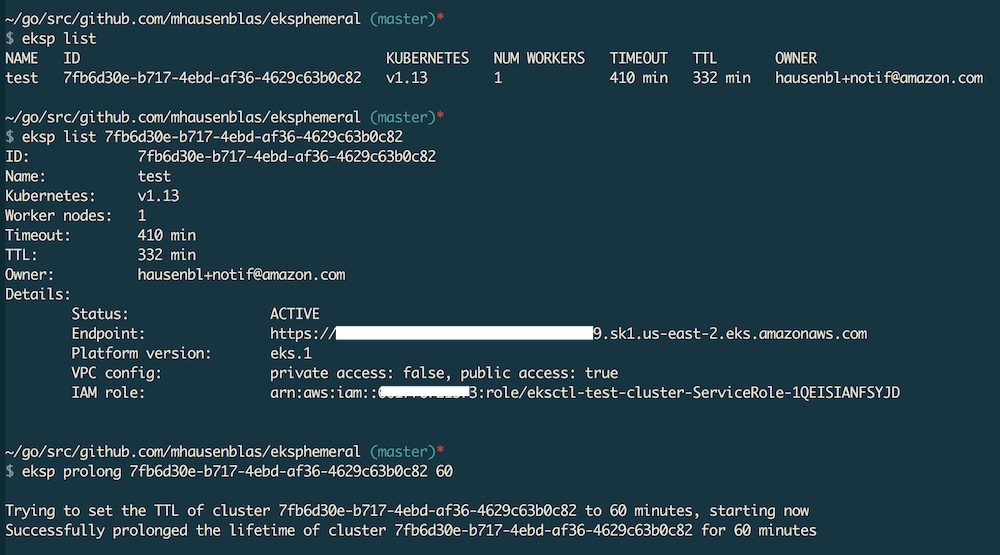 ~/go/src/github.com/mhausenblas/eksphemeral (master)*
$ eksp list
NAME ID KUBERNETES NUM WORKERS TIMEOUT TTL OWNER
test 7fb6d30e-b717-4ebd-af36-4629c63b0c82 v1.13 1 410 min 332 min hausenbl+notif@amazon.com
~/go/src/github.com/mhausenblas/eksphemeral (master)*
$ eksp list 7fb6d30e-b717-4ebd-af36-4629c63b0c82
ID: 7fb6d30e-b717-4ebd-af36-4629c63b0c82
Name: test
Kubernetes: v1.13
Worker nodes: 1
Timeout: 410 min
TTL: 332 min
Owner: hausenbl+notif@amazon.com
Details:
Status: ACTIVE
Endpoint: https:// 9.sk1.us-east-2.eks.amazonaws.com
Platform version: eks.1
VPC config: private access: false, public access: true
IAM role: arn:aws:iam:: 3:role/eksctl-test-cluster-ServiceRole-1QEISIANFSYJD
~/go/src/github.com/mhausenblas/eksphemeral (master)*
$ eksp prolong 7fb6d30e-b717-4ebd-af36-4629c63b0c82 60
Trying to set the TTL of cluster 7fb6d30e-b717-4ebd-af36-4629c63b0c82 to 60 minutes, starting now
Successfully prolonged the lifetime of cluster 7fb6d30e-b717-4ebd-af36-4629c63b0c82 for 60 minutes